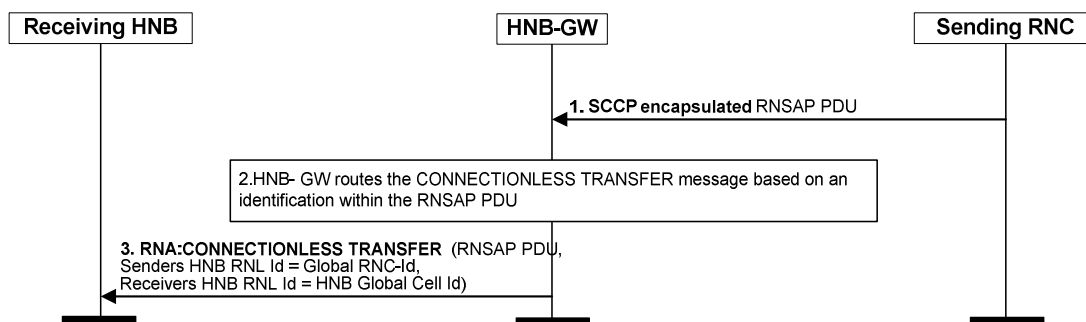 Receiving HNB
HNB-GW
Sending RNC
1. SCCP encapsulated RNSAP PDU
2.HNB- GW routes the CONNECTIONLESS TRANSFER message based on an
identification within the RNSAP PDU
3. RNA:CONNECTIONLESS TRANSFER (RNSAP PDU,
Senders HNB RNL Id = Global RNC-Id,
Receivers HNB RNL Id = HNB Global Cell Id)